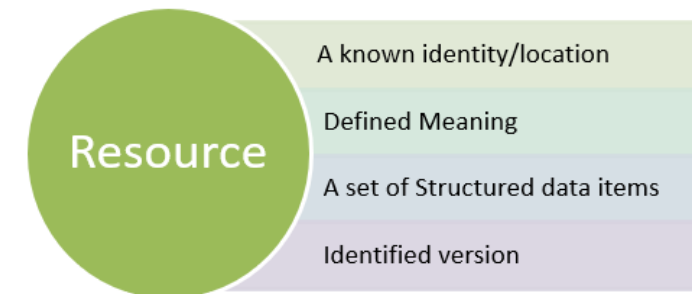 Resource
A known identity/location
Defined Meaning
A set of Structured data items
Identified version